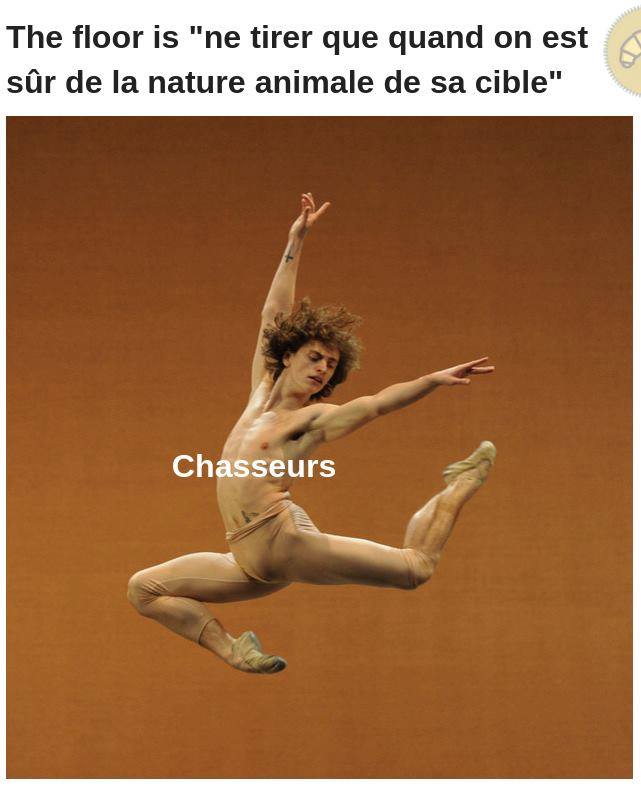 The floor is "ne tirer que quand on est
sûr de la nature animale de sa cible"
Chasseurs